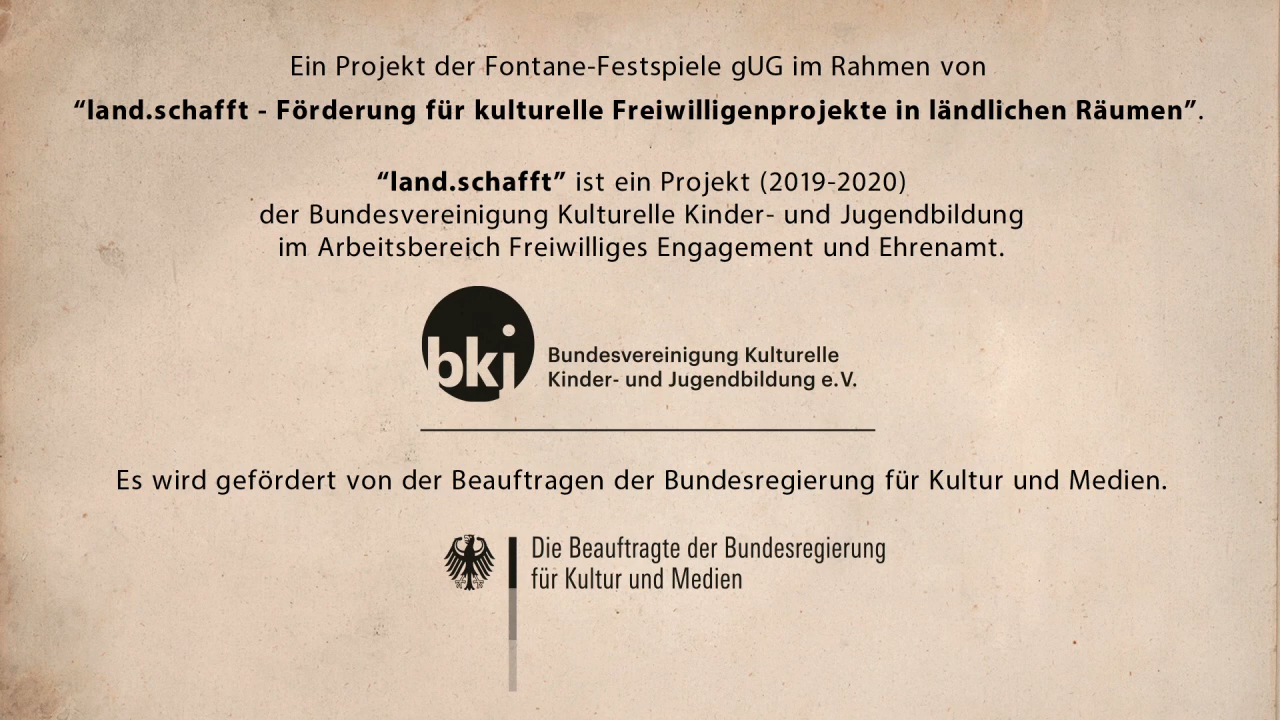 Ein Projekt der Fontane-Festspiele gUG im Rahmen von
“land.schafft - Förderung für kulturelle Freiwilligenprojekte in ländlichen Räumen”.
“land.schafft” ist ein Projekt (2019-2020)
der Bundesvereinigung Kulturelle Kinder- und Jugendbildung
im Arbeitsbereich Freiwilliges Engagement und Ehrenamt.
bkj
Bundesvereinigung Kulturelle
Kinder- und Jugendbildung e.V.
Es wird gefördert von der Beauftragen der Bundesregierung für Kultur und Medien.
Die Beauftragte der Bundesregierung
für Kultur und Medien